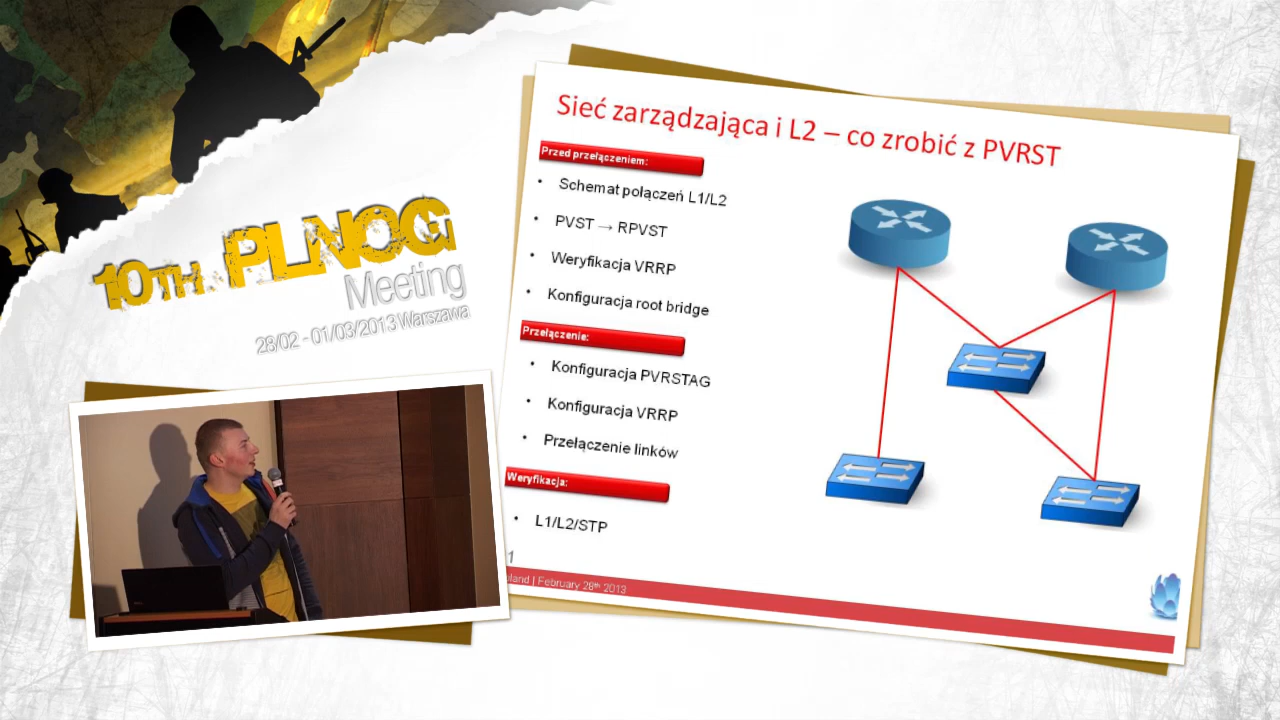 10TH PLNOG
Meeting
28/02 - 01/03/2013 Warszawa
Sieć zarządzająca i L2 – co zrobić z PVRST
Przed przełączeniem:
• Schemat połączeń L1/L2
• PVST → RPVST
• Weryfikacja VRRP
• Konfiguracja root bridge
Przełączenie:
• Konfiguracja PVRSTAG
• Konfiguracja VRRP
• Przełączenie linków
Weryfikacja:
• L1/L2/STP
1
| February 28th 2013